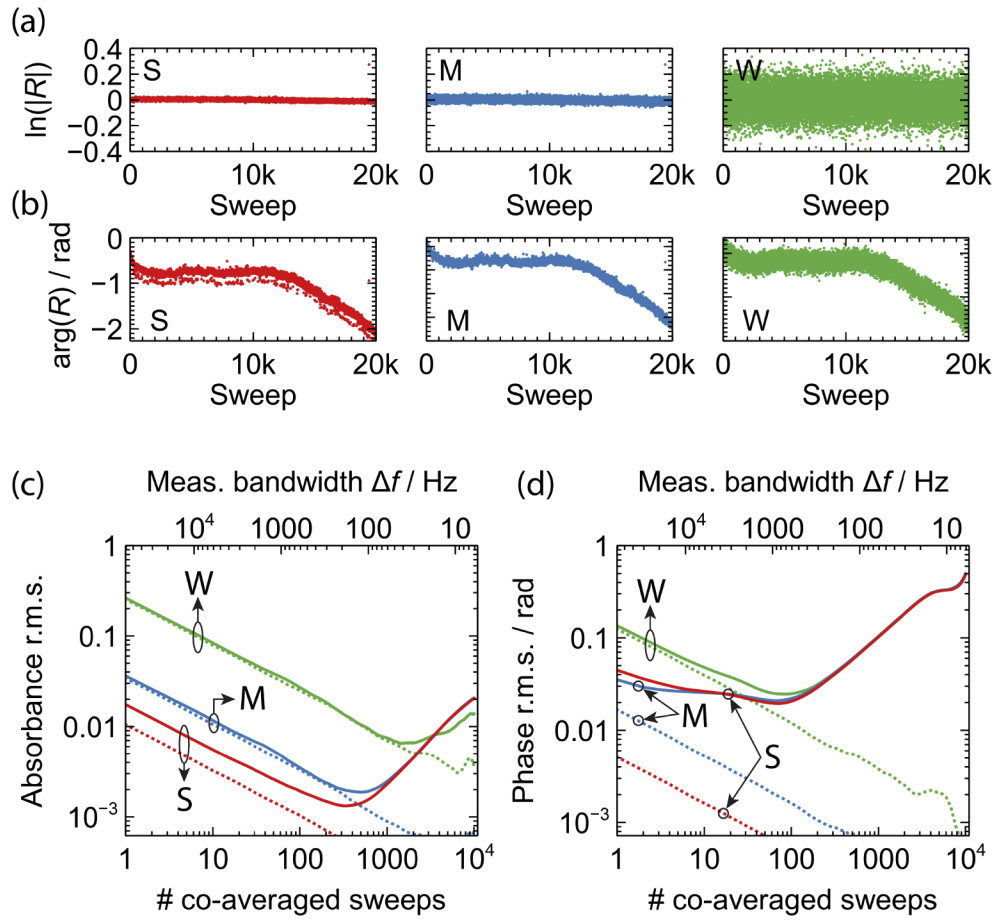 (a)
ln(|R|)
0.4
0.2
0
−0.2
−0.4
S
M
W
0 10k 20k
0 10k 20k
0 10k 20k
Sweep
Sweep
Sweep
(b)
arg(R) / rad
0
−1
−2
S
M
W
0 10k 20k
0 10k 20k
0 10k 20k
Sweep
Sweep
Sweep
(c)
Meas. bandwidth Δf / Hz
10⁴ 1000 100 10
Absorbance r.m.s.
1
0.1
0.01
10⁻³
W
M
S
1 10 100 1000 10⁴
# co-averaged sweeps
(d)
Meas. bandwidth Δf / Hz
10⁴ 1000 100 10
Phase r.m.s. / rad
1
0.1
0.01
10⁻³
W
M
S
1 10 100 1000 10⁴
# co-averaged sweeps